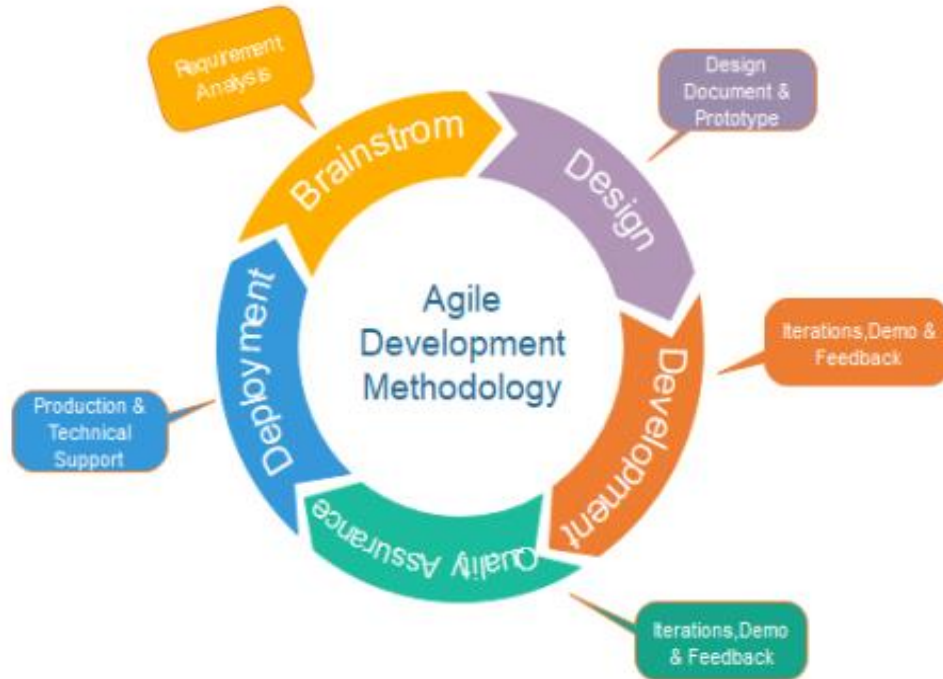 Requirement
Analysis
Brainstrom
Design
Document &
Prototype
Design
Agile
Development
Methodology
Iterations,Demo &
Feedback
Development
Deployment
Production &
Technical
Support
Quality Assurance
Iterations,Demo
& Feedback